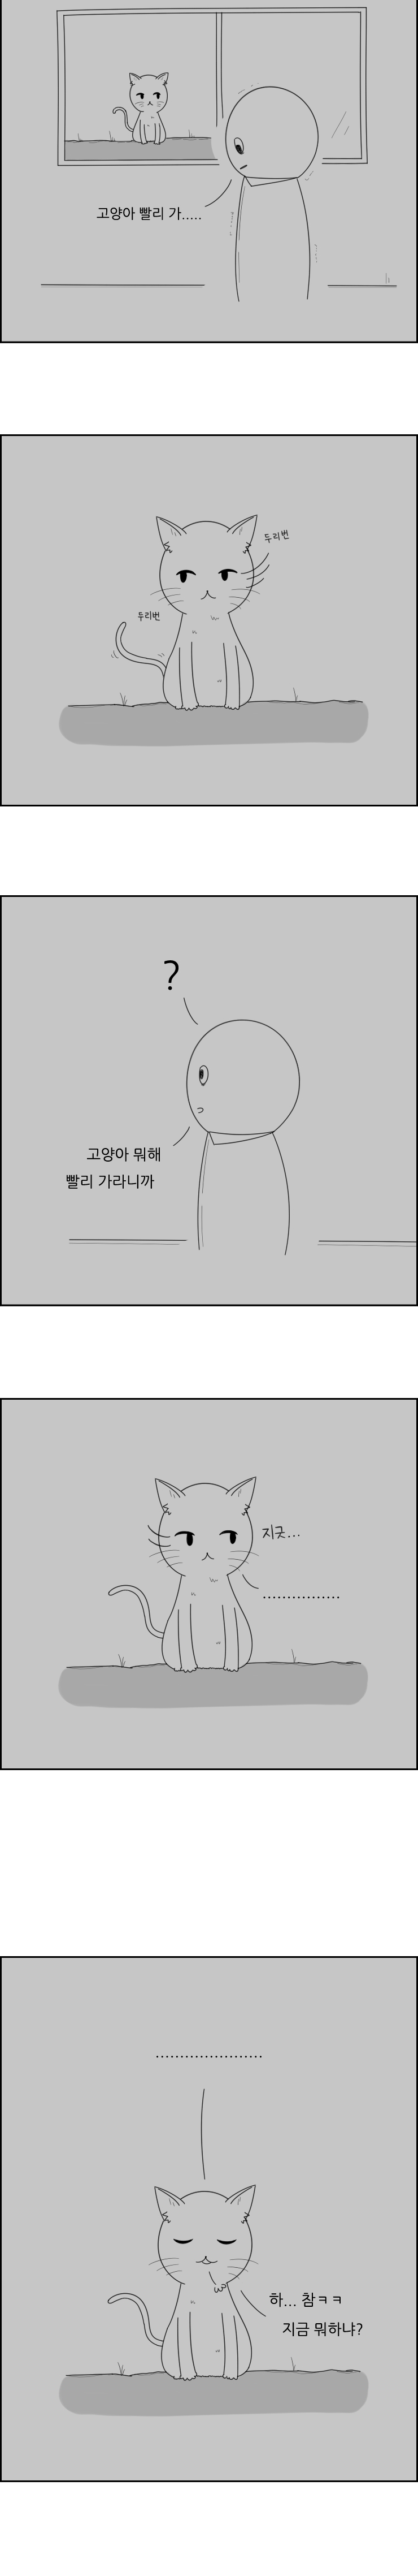 고양아 빨리 가.....
두리번
두리번
?
고양아 뭐해
빨리 가라니까
지긋...
................
......................
하... 참ㅋㅋ
지금 뭐하냐?